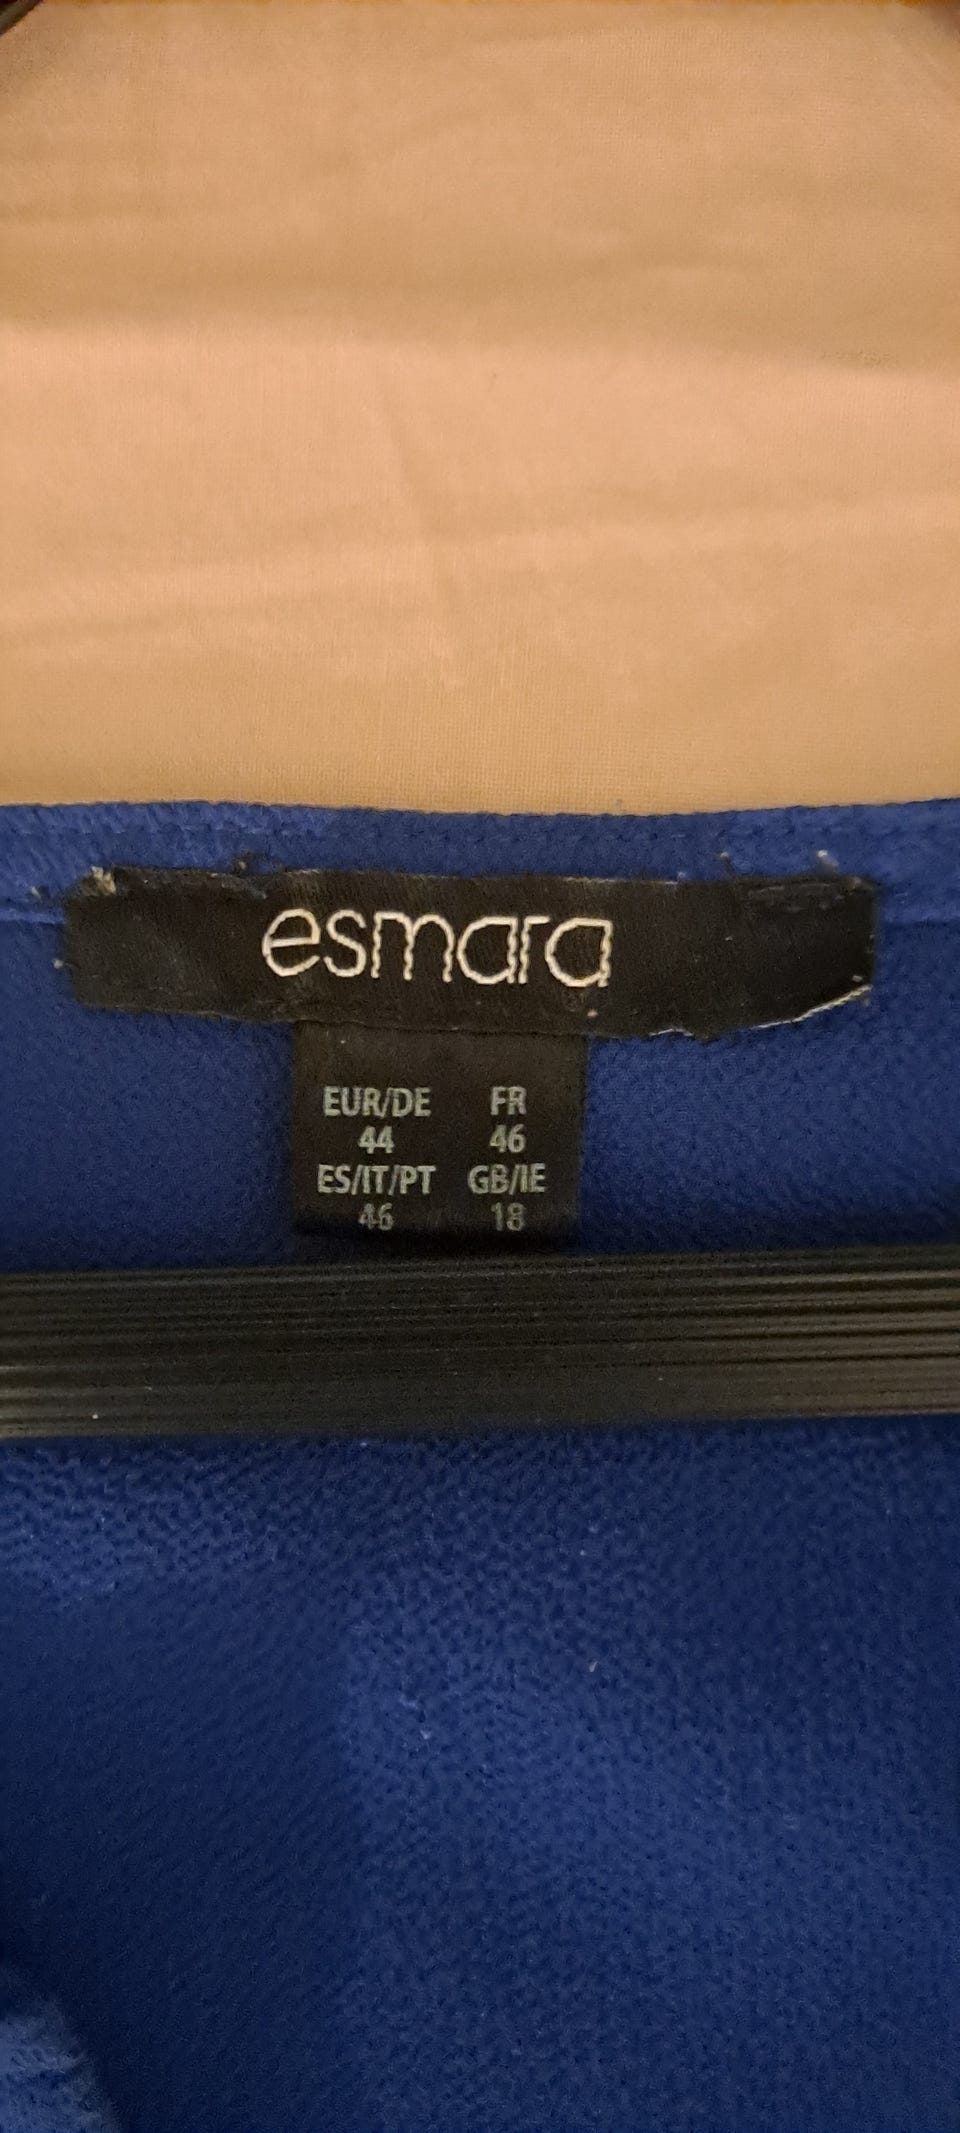 esmara
EUR/DE FR
44 46
ES/IT/PT GB/IE
46 18